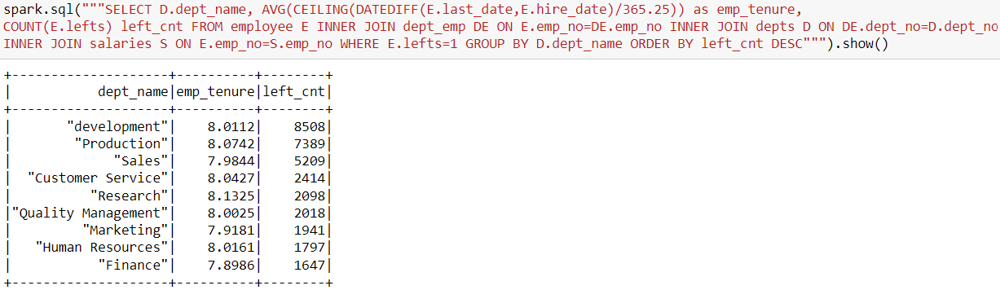 spark.sql("""SELECT D.dept_name, AVG(CEILING(DATEDIFF(E.last_date,E.hire_date)/365.25)) as emp_tenure,
COUNT(E.lefts) left_cnt FROM employee E INNER JOIN dept_emp DE ON E.emp_no=DE.emp_no INNER JOIN depts D ON DE.dept_no=D.dept_no
INNER JOIN salaries S ON E.emp_no=S.emp_no WHERE E.lefts=1 GROUP BY D.dept_name ORDER BY left_cnt DESC""").show()
+--------------------+----------+--------+
|           dept_name|emp_tenure|left_cnt|
+--------------------+----------+--------+
|       "development"|    8.0112|    8508|
|        "Production"|    8.0742|    7389|
|             "Sales"|    7.9844|    5209|
|  "Customer Service"|    8.0427|    2414|
|          "Research"|    8.1325|    2098|
|"Quality Management"|    8.0025|    2018|
|         "Marketing"|    7.9181|    1941|
|   "Human Resources"|    8.0161|    1797|
|           "Finance"|    7.8986|    1647|
+--------------------+----------+--------+